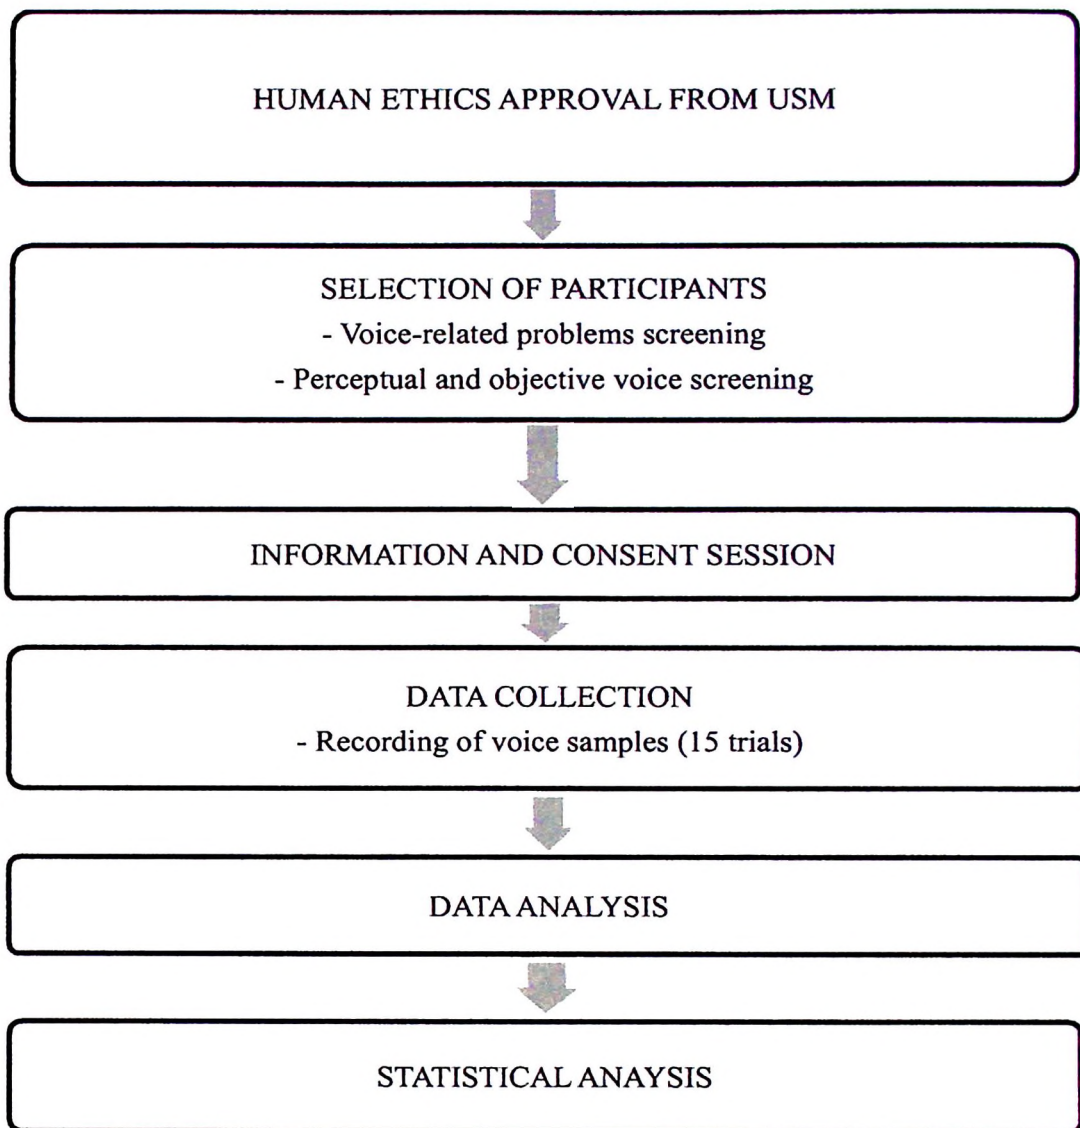 HUMAN ETHICS APPROVAL FROM USM
SELECTION OF PARTICIPANTS
- Voice-related problems screening
- Perceptual and objective voice screening
INFORMATION AND CONSENT SESSION
DATA COLLECTION
- Recording of voice samples (15 trials)
DATA ANALYSIS
STATISTICAL ANAYSIS